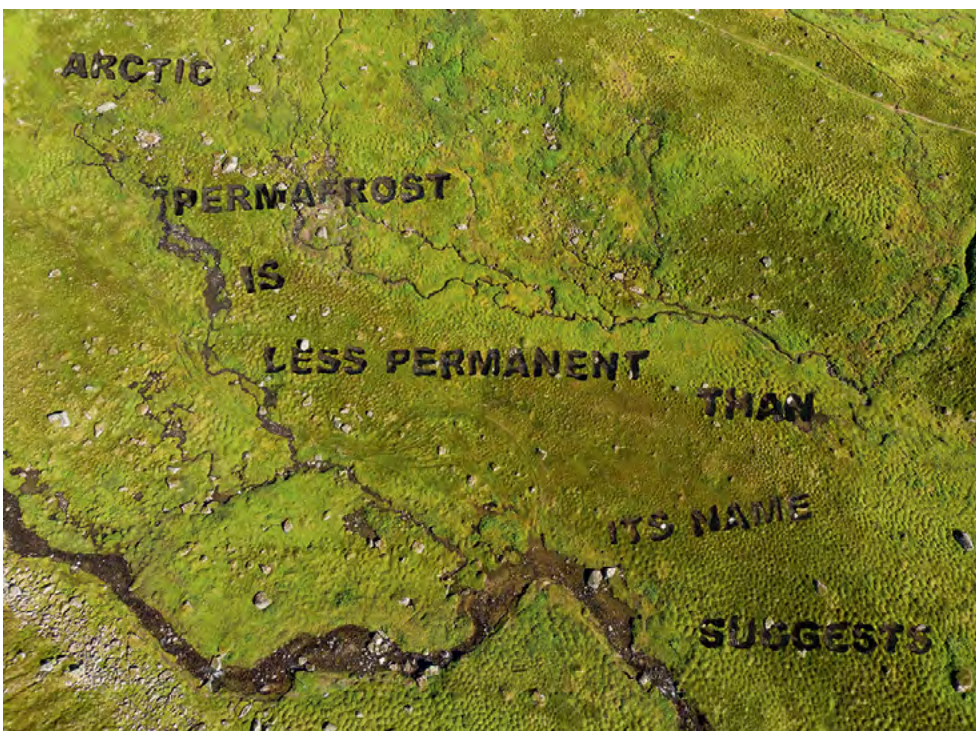 ARCTIC
PERMAFROST
IS
LESS PERMANENT
THAN
ITS NAME
SUGGESTS